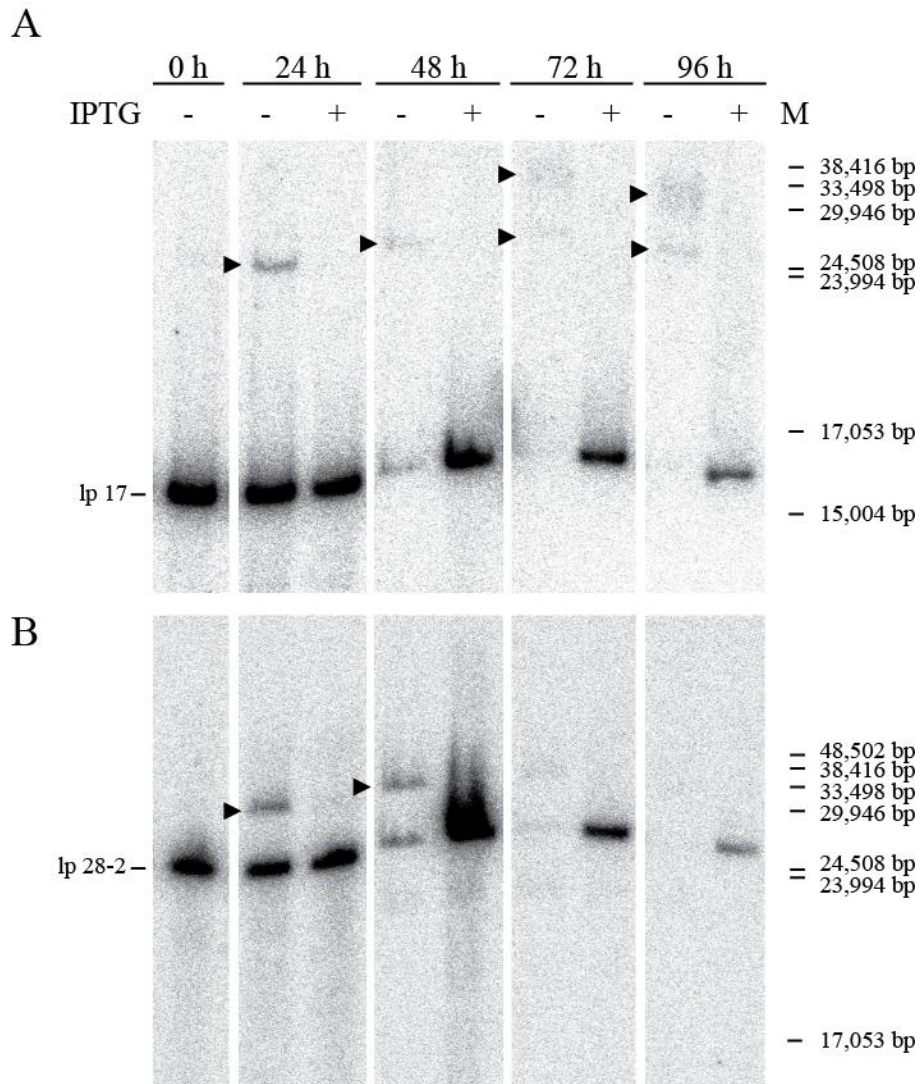 A
0 h 24 h 48 h 72 h 96 h
IPTG - - + - + - + - + M
38,416 bp
33,498 bp
29,946 bp
24,508 bp
23,994 bp
17,053 bp
lp 17
15,004 bp
B
48,502 bp
38,416 bp
33,498 bp
29,946 bp
lp 28-2
24,508 bp
23,994 bp
17,053 bp